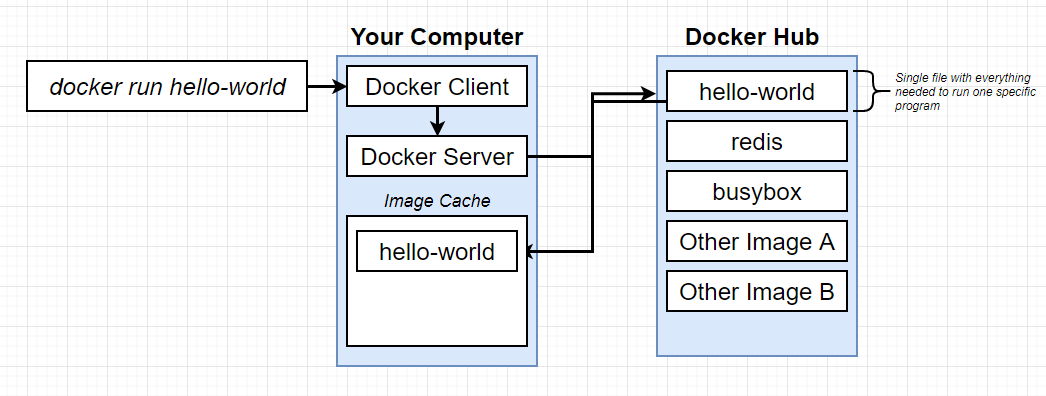 Your Computer
Docker Hub
docker run hello-world
Docker Client
Docker Server
Image Cache
hello-world
hello-world
Single file with everything
needed to run one specific
program
redis
busybox
Other Image A
Other Image B